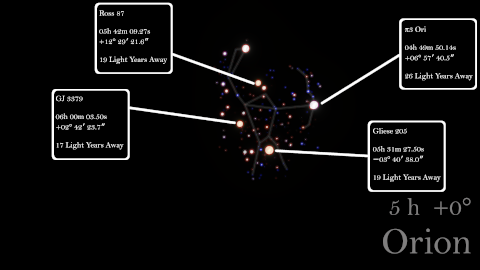 Ross 87
05h 42m 09.27s
+12° 29′ 21.6″
19 Light Years Away
π3 Ori
04h 49m 50.14s
+06° 57′ 40.5″
26 Light Years Away
GJ 3379
06h 00m 03.50s
+02° 42′ 23.7″
17 Light Years Away
Gliese 205
05h 31m 27.50s
−03° 40′ 38.0″
19 Light Years Away
5 h +0°
Orion